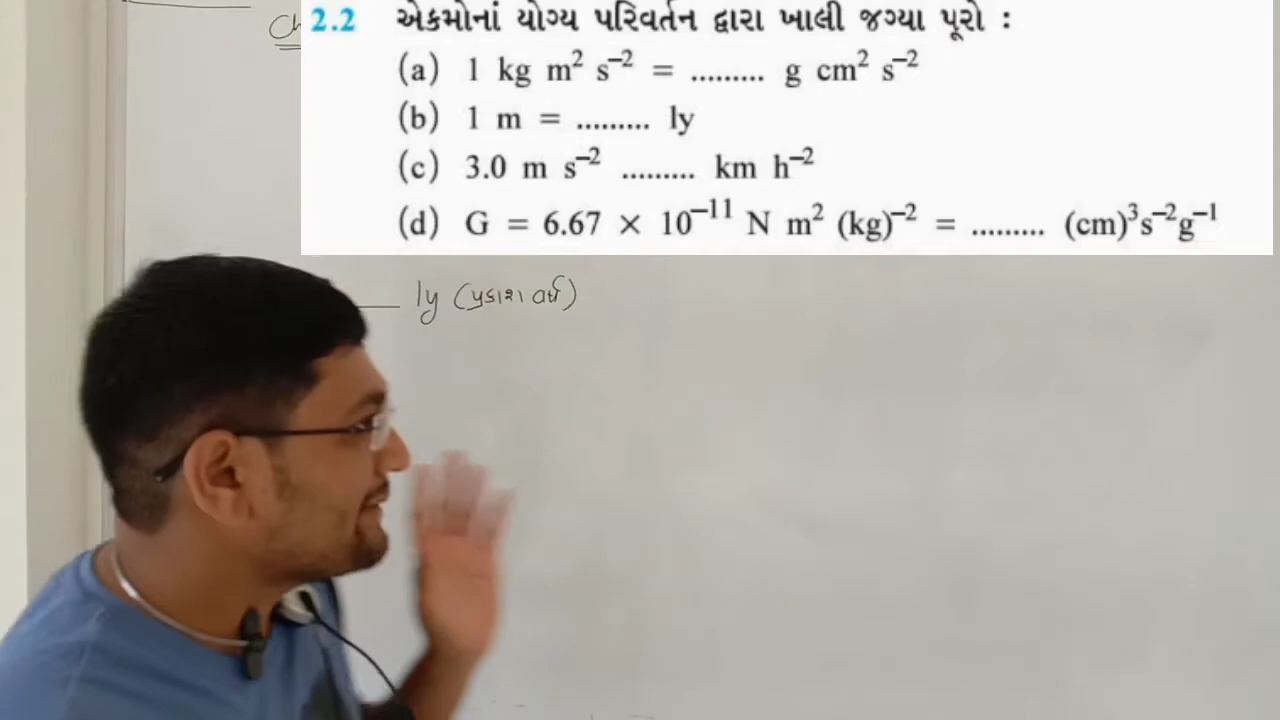 Ch
2.2 એકમોનાં યોગ્ય પરિવર્તન દ્વારા ખાલી જગ્યા પૂરો :
(a) 1 kg m² s⁻² = ......... g cm² s⁻²
(b) 1 m = ......... ly
(c) 3.0 m s⁻² ......... km h⁻²
(d) G = 6.67 × 10⁻¹¹ N m² (kg)⁻² = ......... (cm)³s⁻²g⁻¹
ly (પ્રકાશ વર્ષ)